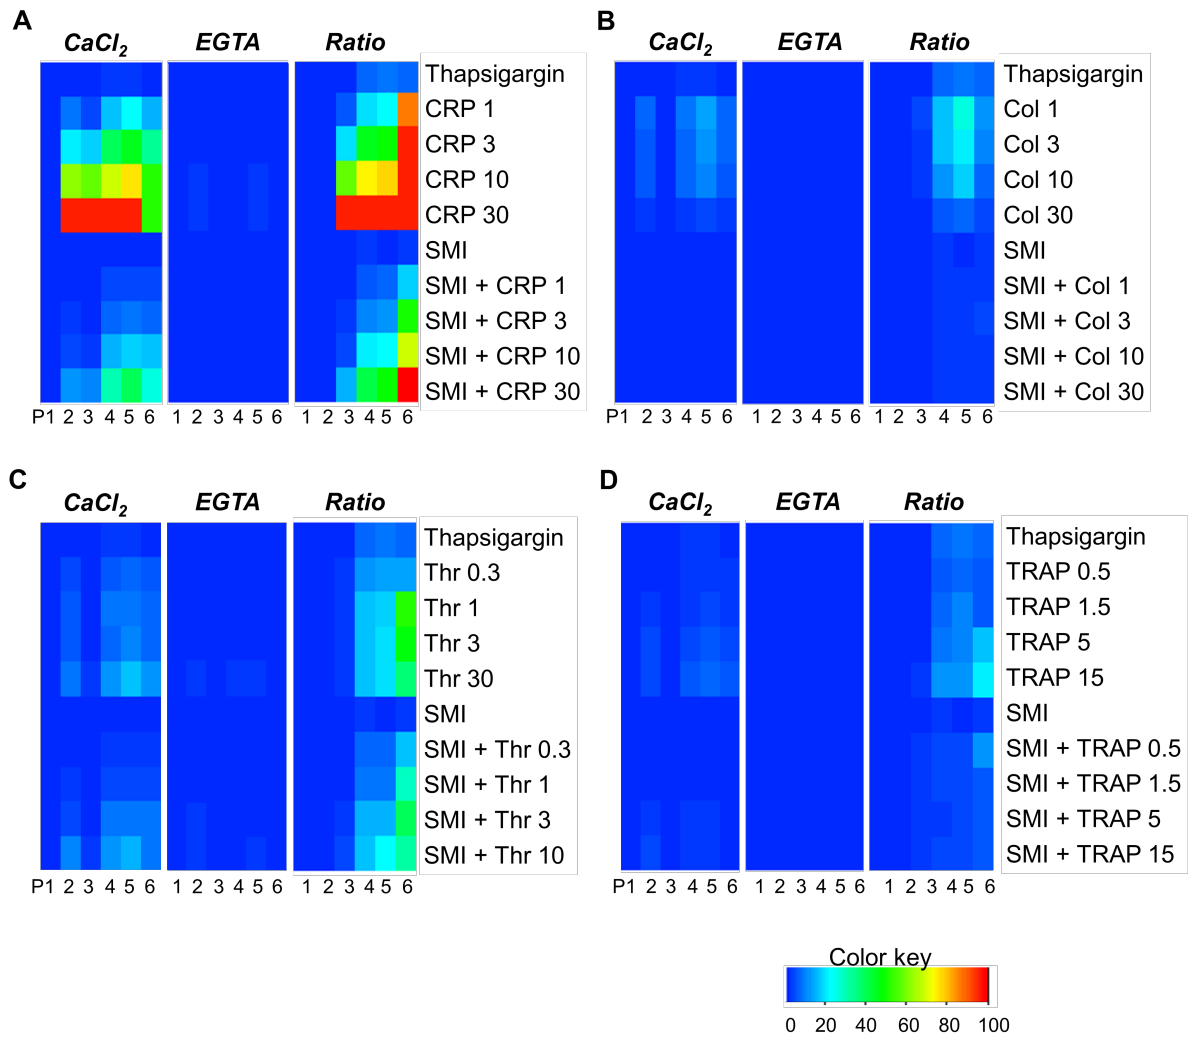 A
CaCl2 EGTA Ratio
Thapsigargin
CRP 1
CRP 3
CRP 10
CRP 30
SMI
SMI + CRP 1
SMI + CRP 3
SMI + CRP 10
SMI + CRP 30
P1 2 3 4 5 6 1 2 3 4 5 6 1 2 3 4 5 6
B
CaCl2 EGTA Ratio
Thapsigargin
Col 1
Col 3
Col 10
Col 30
SMI
SMI + Col 1
SMI + Col 3
SMI + Col 10
SMI + Col 30
P1 2 3 4 5 6 1 2 3 4 5 6 1 2 3 4 5 6
C
CaCl2 EGTA Ratio
Thapsigargin
Thr 0.3
Thr 1
Thr 3
Thr 30
SMI
SMI + Thr 0.3
SMI + Thr 1
SMI + Thr 3
SMI + Thr 10
P1 2 3 4 5 6 1 2 3 4 5 6 1 2 3 4 5 6
D
CaCl2 EGTA Ratio
Thapsigargin
TRAP 0.5
TRAP 1.5
TRAP 5
TRAP 15
SMI
SMI + TRAP 0.5
SMI + TRAP 1.5
SMI + TRAP 5
SMI + TRAP 15
P1 2 3 4 5 6 1 2 3 4 5 6 1 2 3 4 5 6
Color key
0 20 40 60 80 100